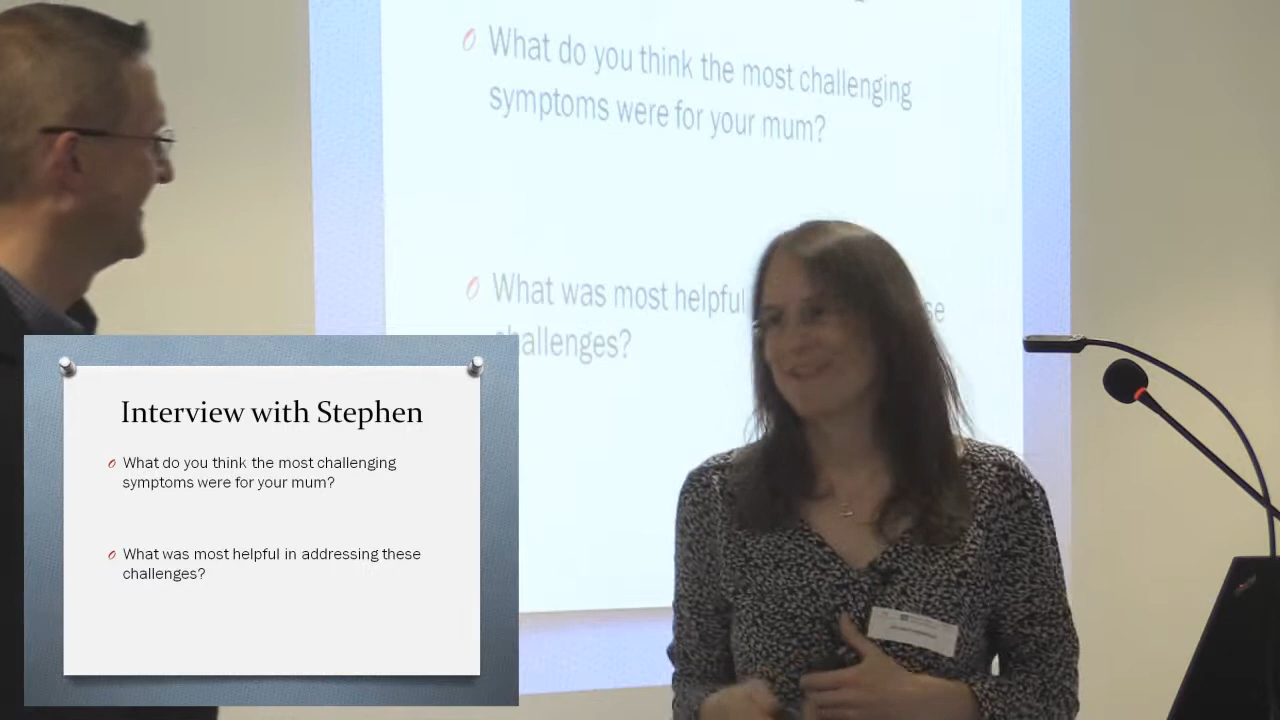 What do you think the most challenging
symptoms were for your mum?
What was most helpful
se
challenges?
Interview with Stephen
What do you think the most challenging
symptoms were for your mum?
What was most helpful in addressing these
challenges?